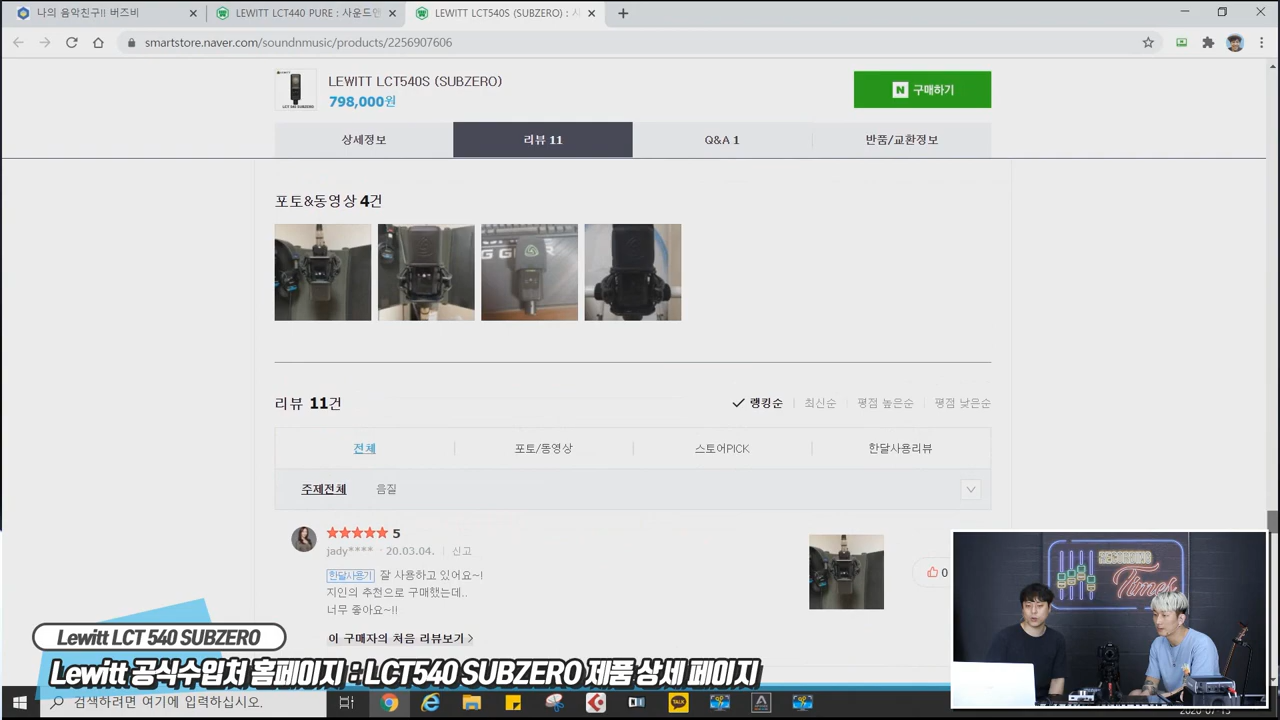 나의 음악친구!! 버즈비
LEWITT LCT440 PURE : 사운드앤
LEWITT LCT540S (SUBZERO) : 사
smartstore.naver.com/soundnmusic/products/2256907606
LEWITT LCT540S (SUBZERO)
798,000원
N 구매하기
상세정보
리뷰 11
Q&A 1
반품/교환정보
포토&동영상 4건
리뷰 11건
랭킹순
최신순
평점 높은순
평점 낮은순
전체
포토/동영상
스토어PICK
한달사용리뷰
주제전체
음질
5
jady**** · 20.03.04.
신고
한달사용기 잘 사용하고 있어요~!
지인의 추천으로 구매했는데..
너무 좋아요~!!
이 구매자의 처음 리뷰보기
0
RECORDING
Times
Lewitt LCT 540 SUBZERO
Lewitt 공식수입처 홈페이지 : LCT540 SUBZERO 제품 상세 페이지
검색하려면 여기에 입력하십시오.
TALK